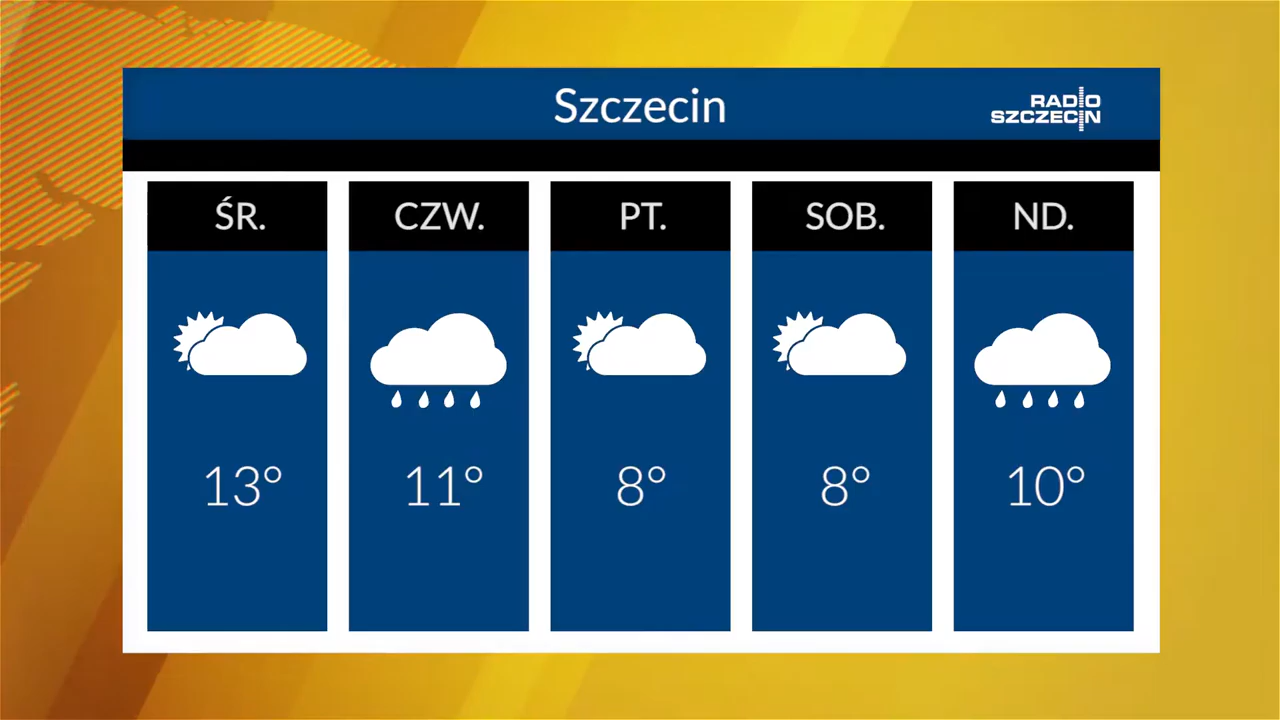 Szczecin
RADIO
SZCZECIN
ŚR.
CZW.
PT.
SOB.
ND.
13°
11°
8°
8°
10°